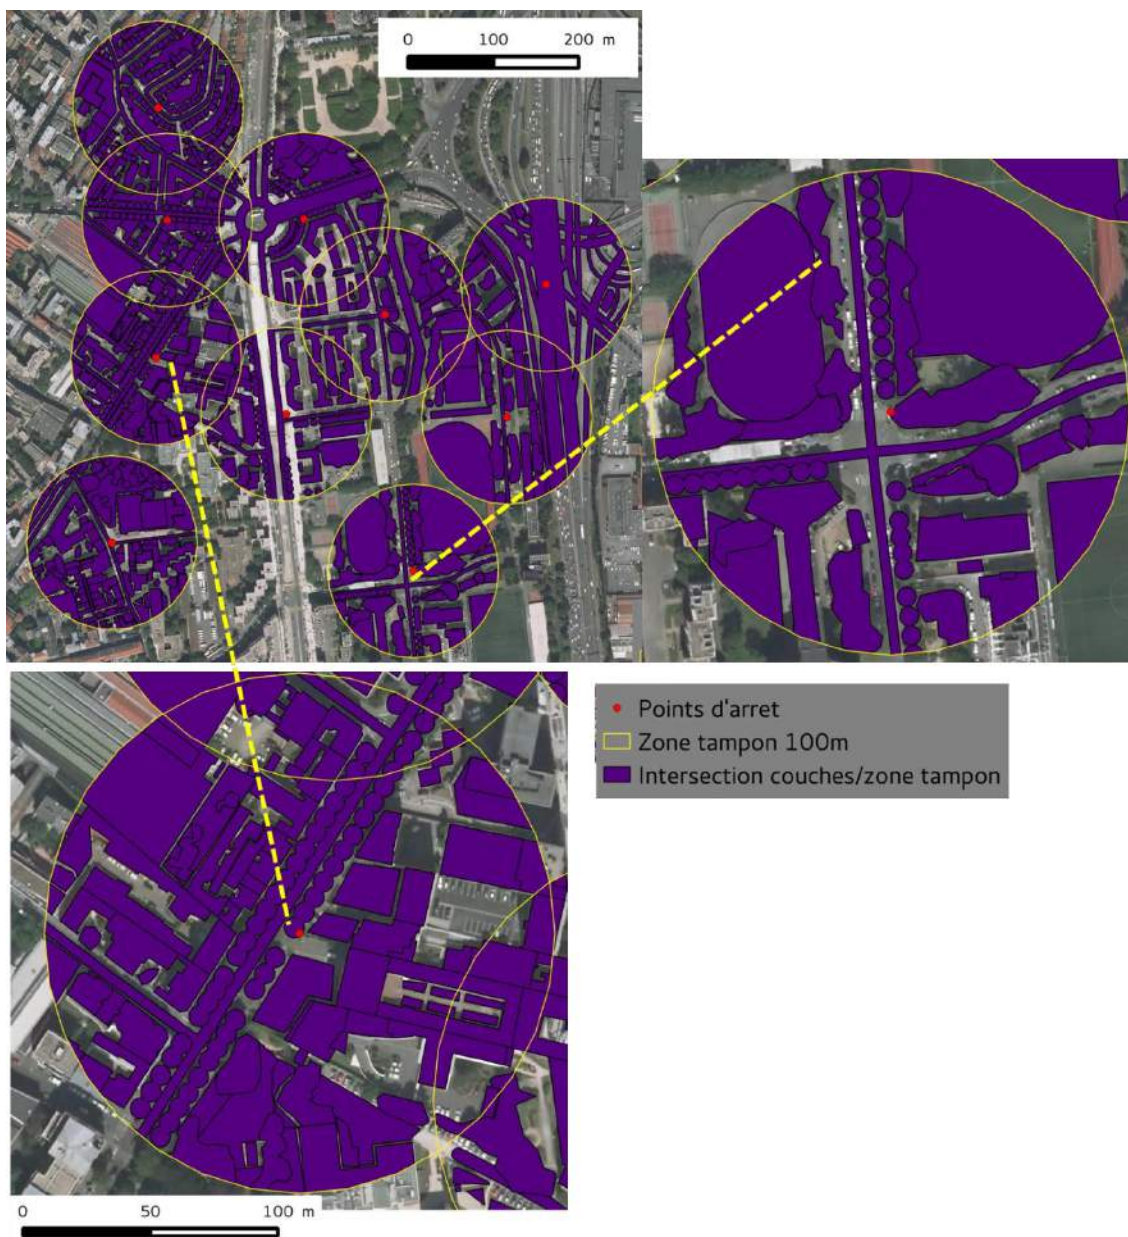 0 100 200 m
Points d'arret
Zone tampon 100m
Intersection couches/zone tampon
0 50 100 m